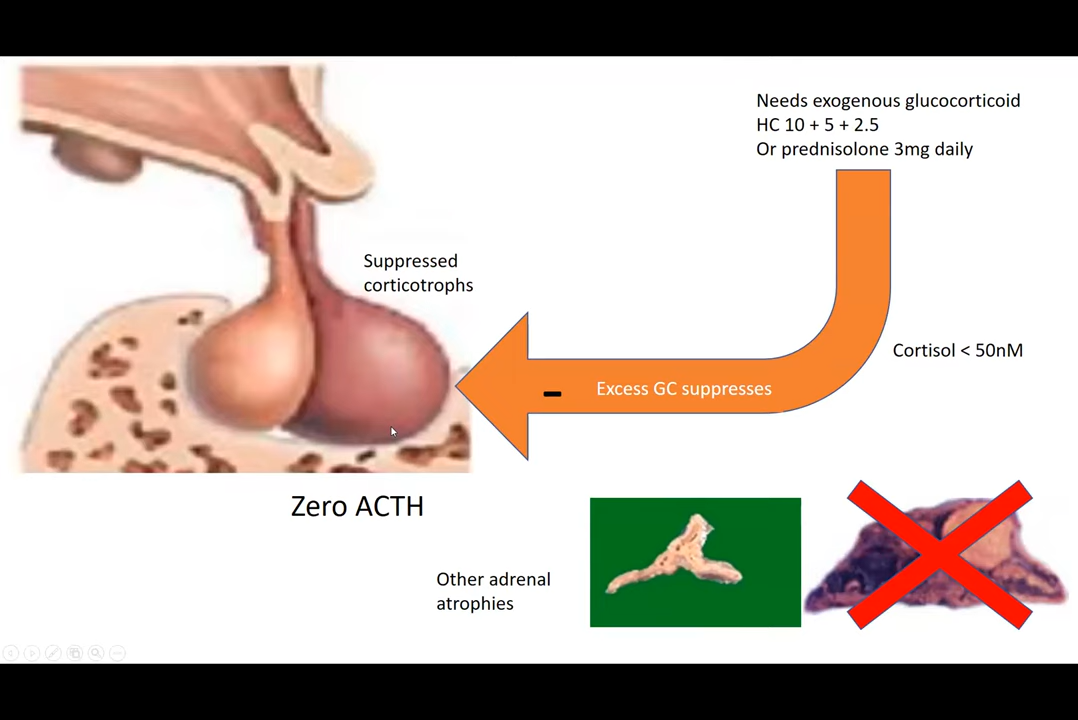 Needs exogenous glucocorticoid
HC 10 + 5 + 2.5
Or prednisolone 3mg daily
Suppressed
corticotrophs
Cortisol < 50nM
- Excess GC suppresses
Zero ACTH
Other adrenal
atrophies